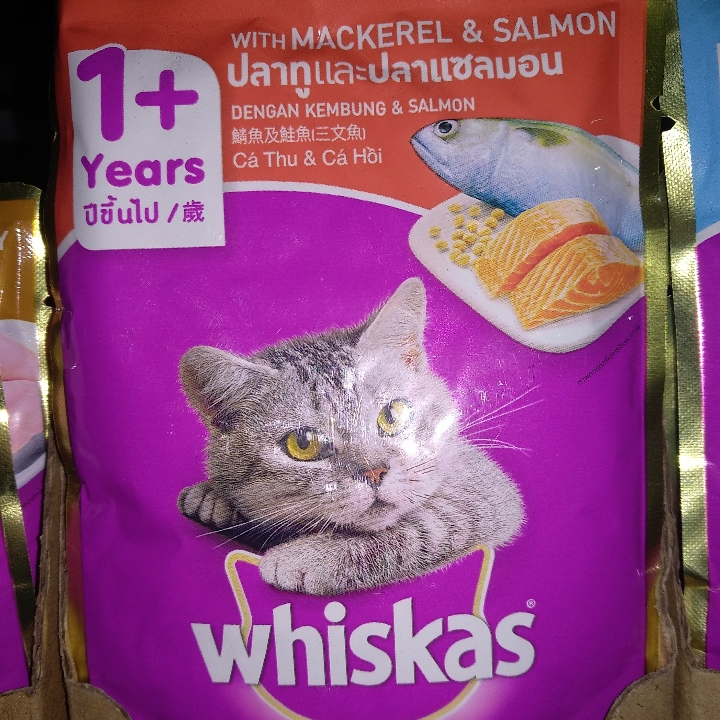 WITH MACKEREL & SALMON
ปลาทูและปลาแซลมอน
DENGAN KEMBUNG & SALMON
鯖魚及鮭魚(三文魚)
Cá Thu & Cá Hồi
1+
Years
ปีขึ้นไป / 歲
whiskas®